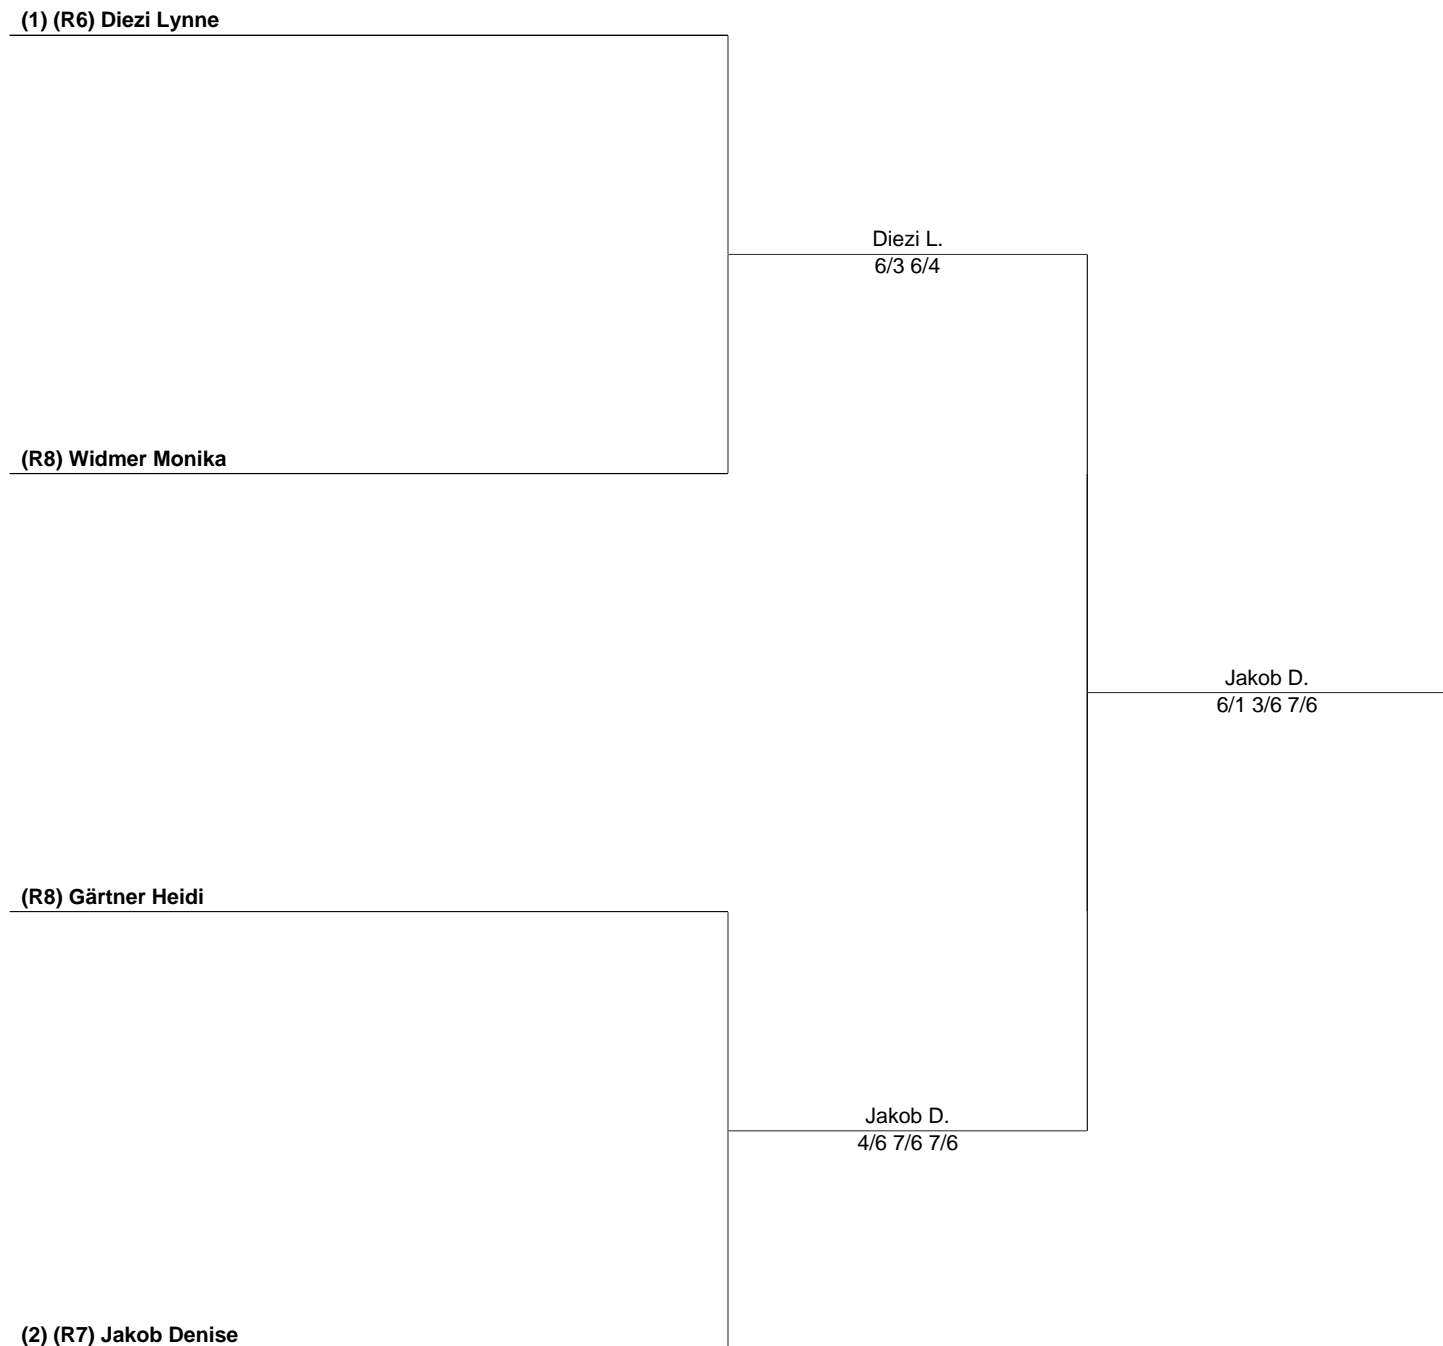 (1) (R6) Diezi Lynne
Diezi L.
6/3 6/4
(R8) Widmer Monika
Jakob D.
6/1 3/6 7/6
(R8) Gärtner Heidi
Jakob D.
4/6 7/6 7/6
(2) (R7) Jakob Denise